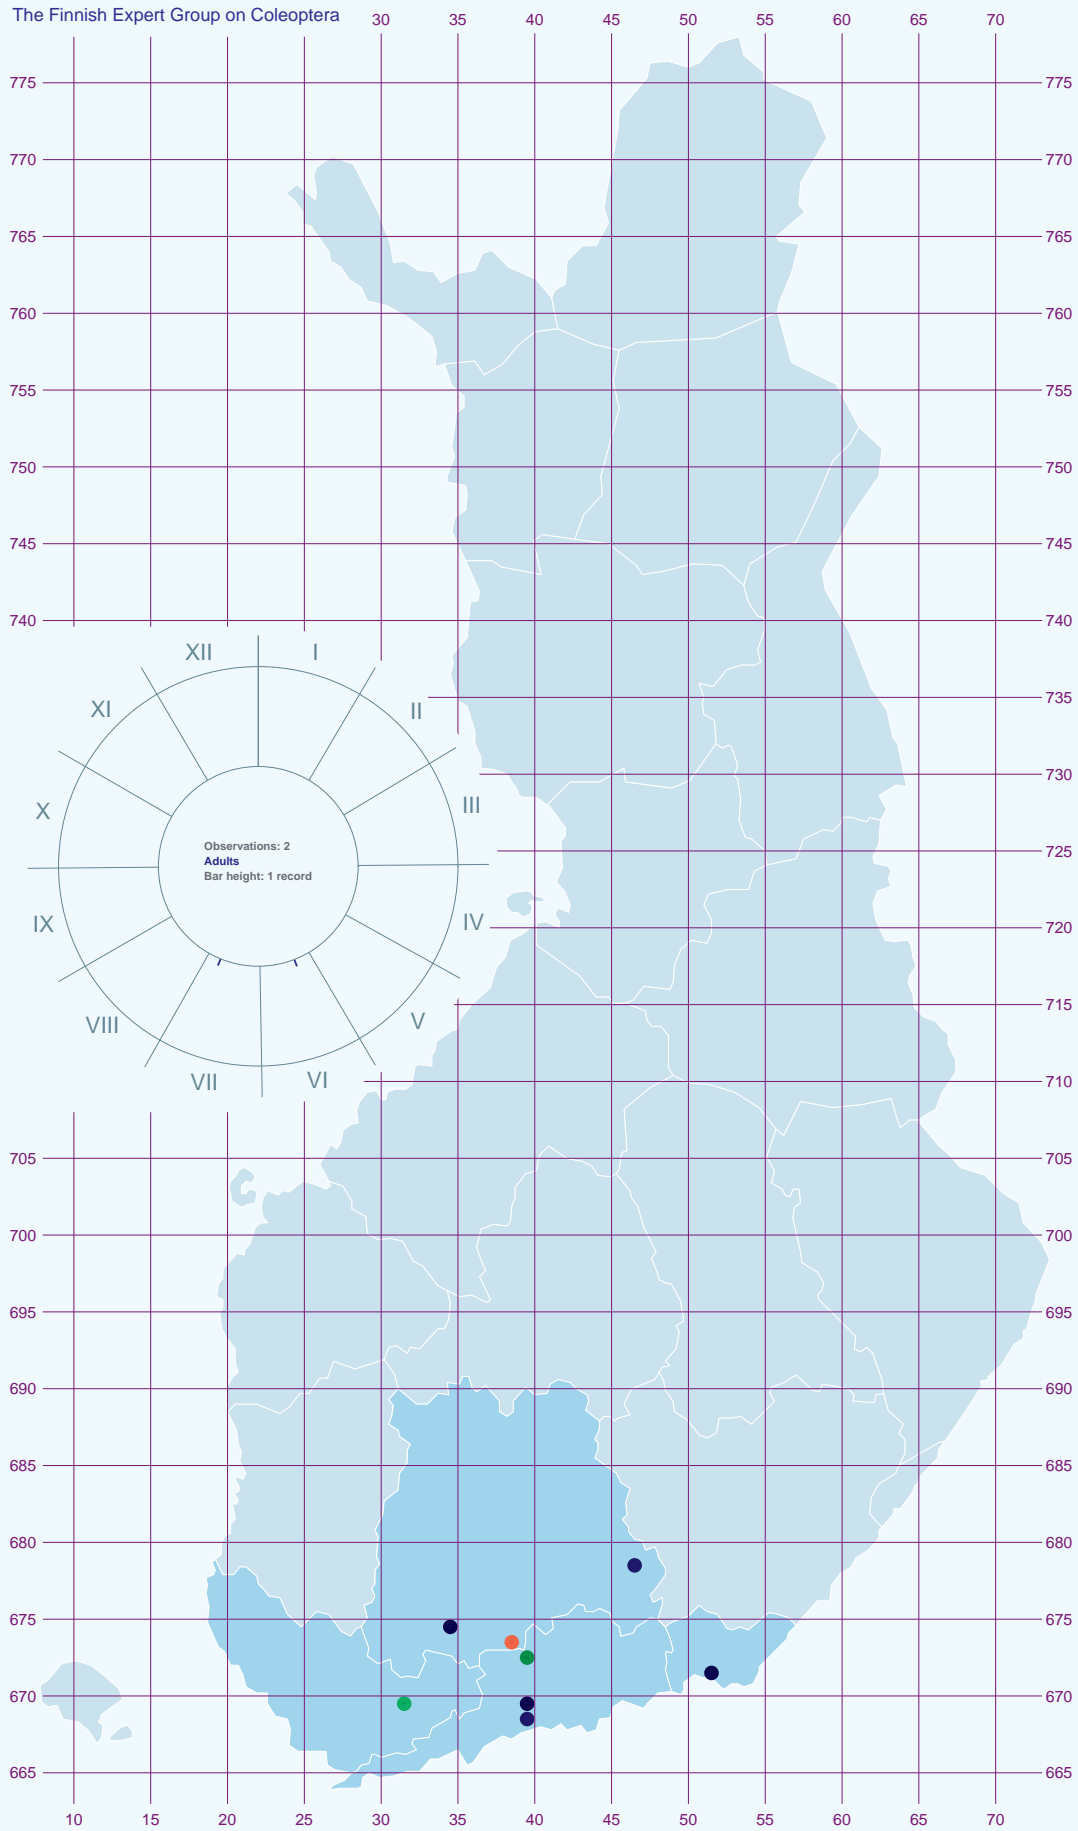 The Finnish Expert Group on Coleoptera
30 35 40 45 50 55 60 65 70
775 775
770 770
765 765
760 760
755 755
750 750
745 745
740 740
XII I
XI II
735
730
X III
725
Observations: 2
Adults
Bar height: 1 record
IX IV
720
715
VIII V
VII VI
710
705 705
700 700
695 695
690 690
685 685
680 680
675 675
670 670
665 665
10 15 20 25 30 35 40 45 50 55 60 65 70